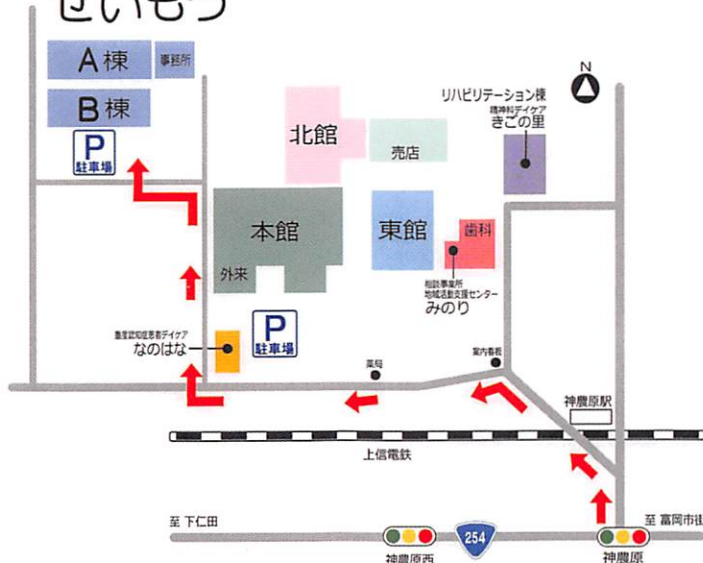 せいもう
A棟
事務所
B棟
P
駐車場
北館
売店
リハビリテーション棟
精神科デイケア
きごの里
N
本館
外来
東館
歯科
相談事業所
地域活動支援センター
みのり
P
駐車場
重度認知症患者デイケア
なのはな
薬局
案内看板
神農原駅
上信電鉄
至 下仁田
至 富岡市街
254
神農原西
神農原